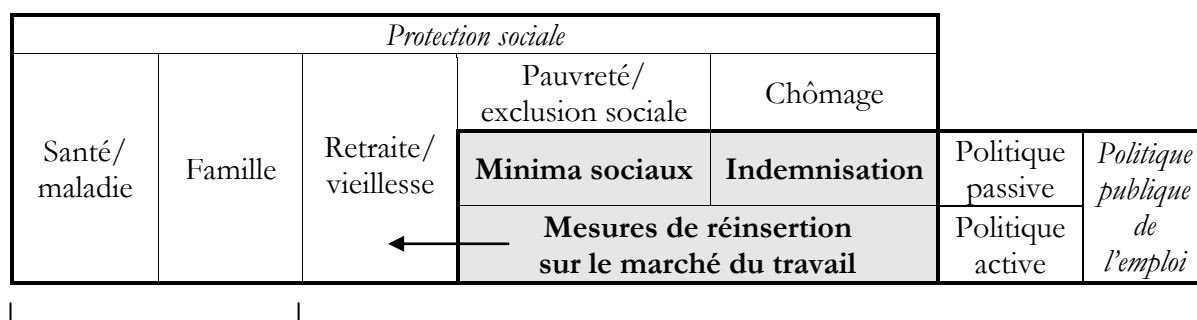 Protection sociale
Pauvreté/
exclusion sociale
Chômage
Santé/
maladie
Famille
Retraite/
vieillesse
Minima sociaux
Indemnisation
Politique
passive
Politique
publique
de
l'emploi
Mesures de réinsertion
sur le marché du travail
Politique
active